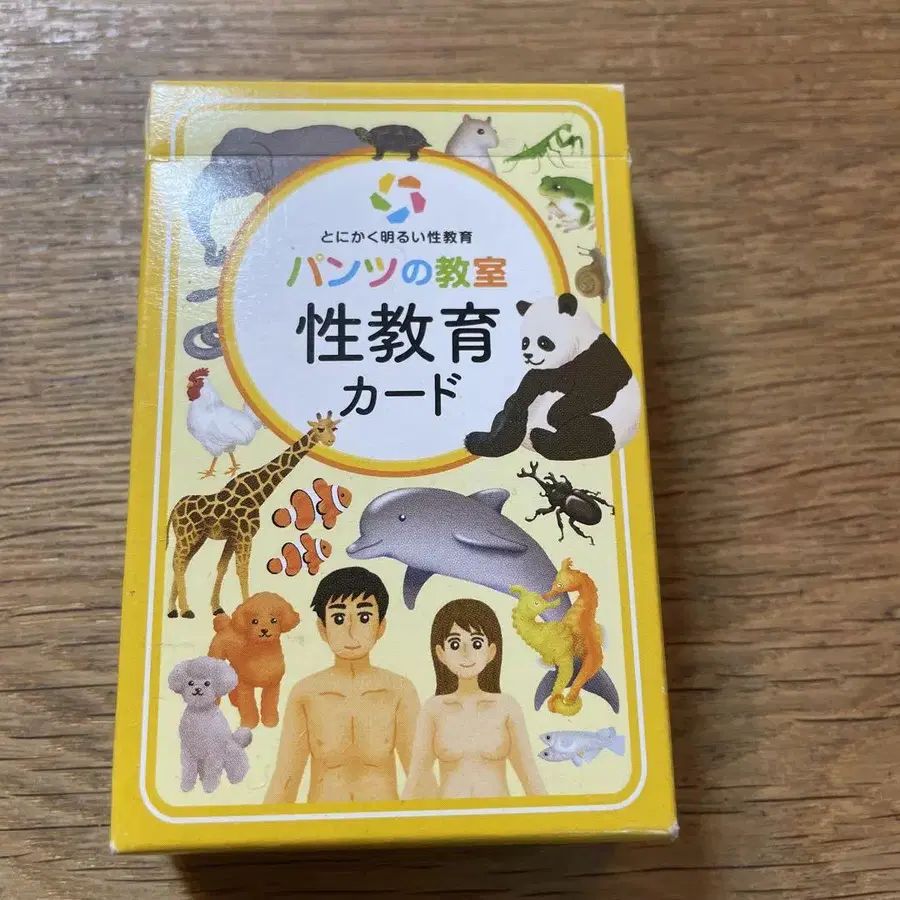 とにかく明るい性教育
パンツの教室
性教育
カード